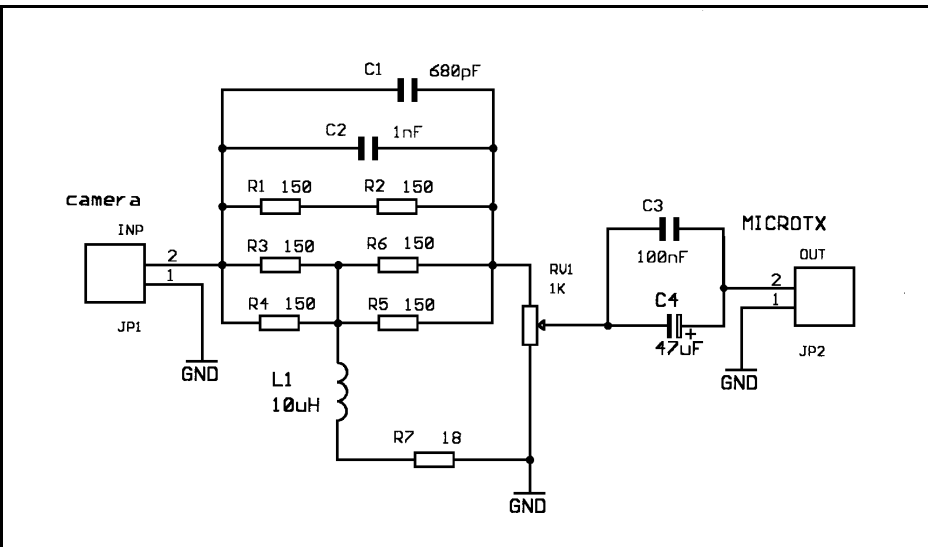 C1 680pF
C2 1nF
R1 150 R2 150
camera
INP
R3 150 R6 150
2
1
R4 150 R5 150
JP1
GND
L1
10uH
R7 18
GND
RV1
1K
C3
100nF
C4
+
47uF
MICROTX
OUT
2
1
JP2
GND